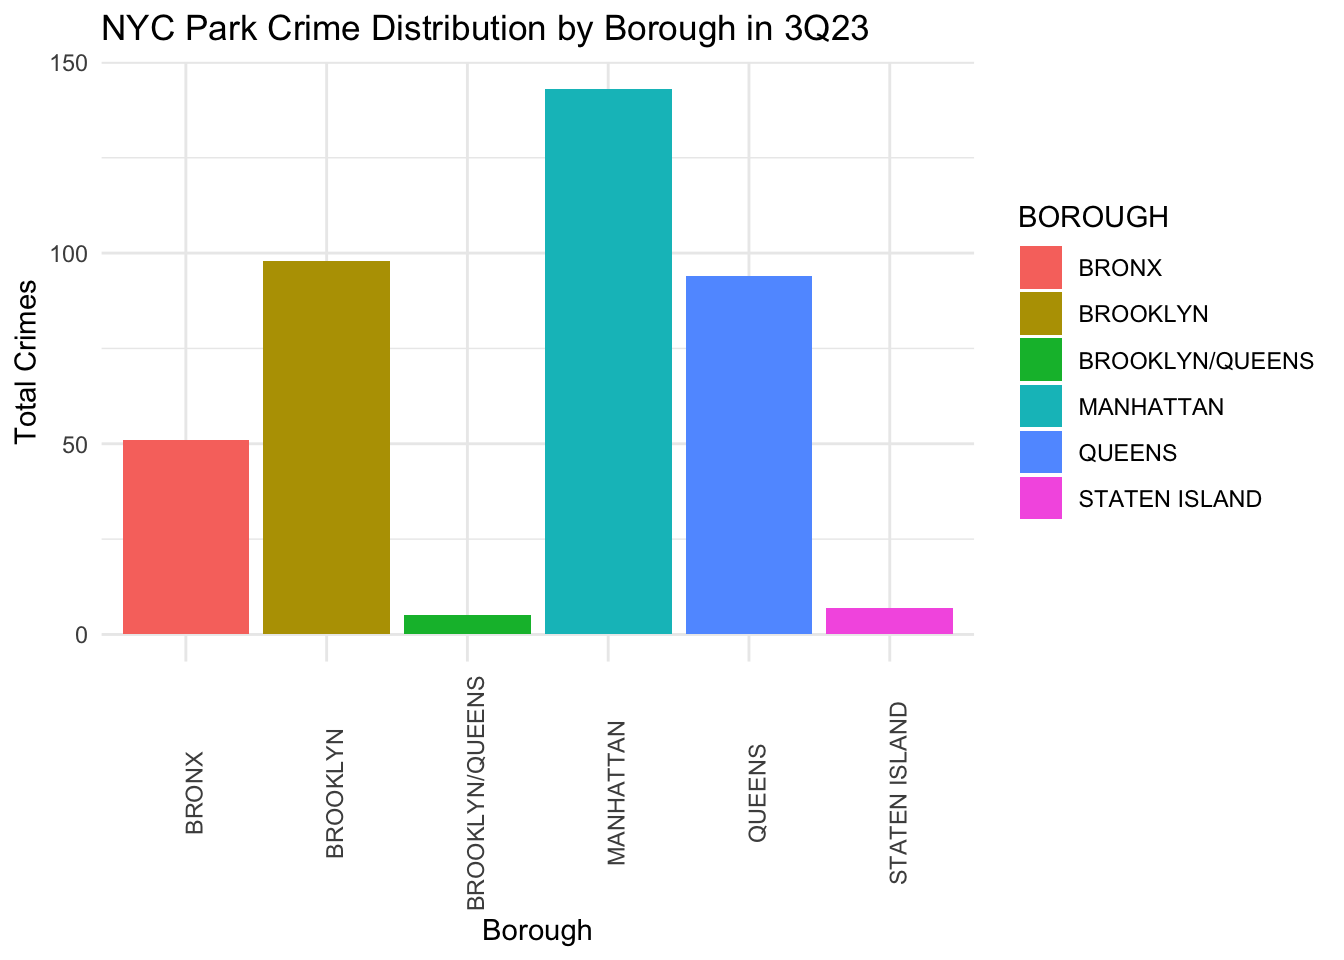 NYC Park Crime Distribution by Borough in 3Q23
150
100
50
0
Total Crimes
BRONX
BROOKLYN
BROOKLYN/QUEENS
MANHATTAN
QUEENS
STATEN ISLAND
Borough
BOROUGH
BRONX
BROOKLYN
BROOKLYN/QUEENS
MANHATTAN
QUEENS
STATEN ISLAND